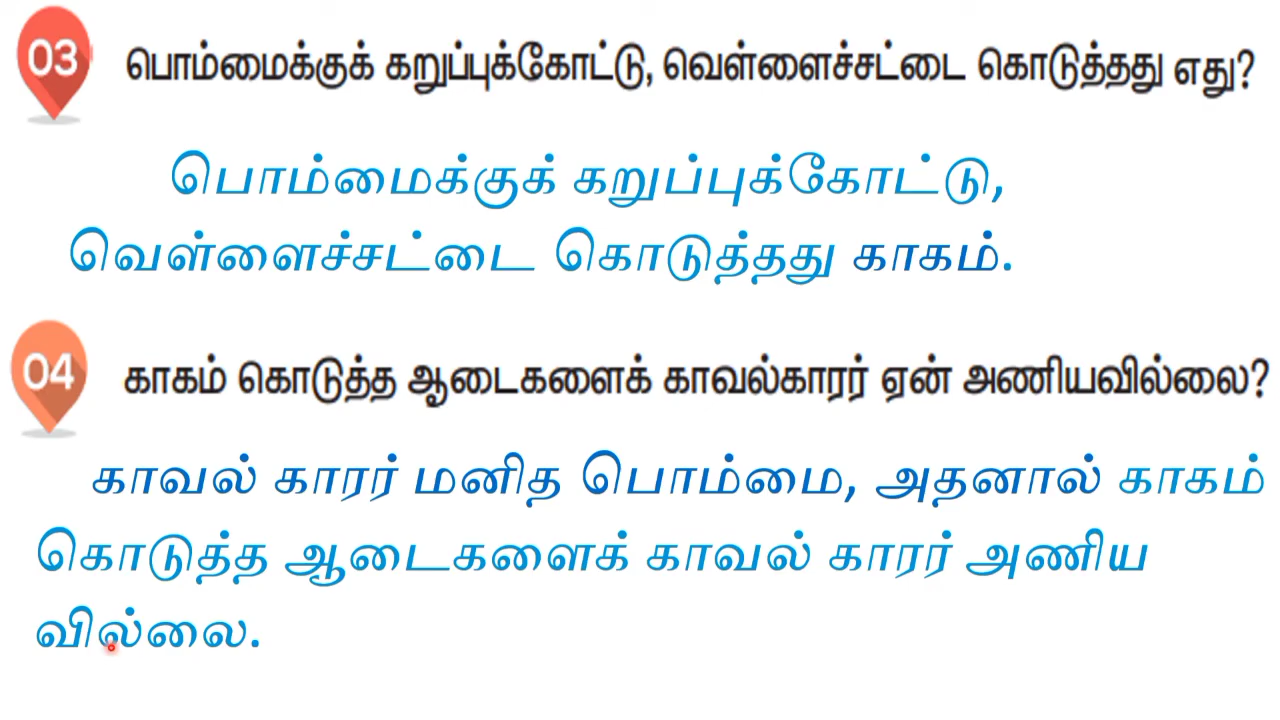 03 பொம்மைக்குக் கறுப்புக்கோட்டு, வெள்ளைச்சட்டை கொடுத்தது எது?
பொம்மைக்குக் கறுப்புக்கோட்டு,
வெள்ளைச்சட்டை கொடுத்தது காகம்.
04 காகம் கொடுத்த ஆடைகளைக் காவல்காரர் ஏன் அணியவில்லை?
காவல் காரர் மனித பொம்மை, அதனால் காகம்
கொடுத்த ஆடைகளைக் காவல் காரர் அணிய
வில்லை.